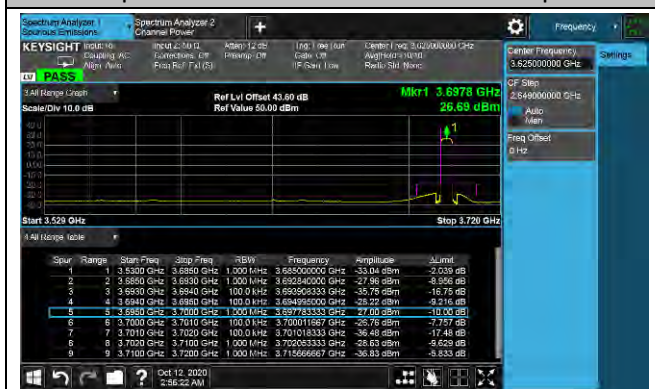 Spectrum Analyzer 1
Spurious Emissions
Spectrum Analyzer 2
Channel Power
+
Frequency
KEYSIGHT
Coupling: AC
Align: Auto
Corrections: Off
Freq Ref: Ext (S)
Atten: 12 dB
Preamp: Off
Trig: Free Run
Gate: Off
IF Gain: Low
Center Freq: 3.625000000 GHz
Radio Std: None
Center Frequency
3.625000000 GHz
Settings
CF Step
2.649000000 GHz
Auto
Man
Freq Offset
0 Hz
LV PASS
3 All Range Graph
Scale/Div 10.0 dB
Ref Lvl Offset 43.60 dB
Ref Value 50.00 dBm
Mkr1 3.6978 GHz
26.69 dBm
1
Start 3.529 GHz
Stop 3.720 GHz
4 All Range Table
Spur Range Start Freq Stop Freq RBW Frequency Amplitude ΔLimit
1 1 3.5300 GHz 3.6850 GHz 1.000 MHz 3.685000000 GHz -33.04 dBm -2.039 dB
2 2 3.6850 GHz 3.6930 GHz 1.000 MHz 3.692840000 GHz -27.96 dBm -8.956 dB
3 3 3.6930 GHz 3.6940 GHz 100.0 kHz 3.693908333 GHz -35.75 dBm -16.75 dB
4 4 3.6940 GHz 3.6950 GHz 100.0 kHz 3.694995000 GHz -28.22 dBm -9.216 dB
5 5 3.6950 GHz 3.7000 GHz 1.000 MHz 3.697783333 GHz 27.00 dBm -10.00 dB
6 6 3.7000 GHz 3.7010 GHz 100.0 kHz 3.700011667 GHz -26.76 dBm -7.757 dB
7 7 3.7010 GHz 3.7020 GHz 100.0 kHz 3.701018333 GHz -36.48 dBm -17.48 dB
8 8 3.7020 GHz 3.7100 GHz 1.000 MHz 3.702053333 GHz -28.63 dBm -9.629 dB
9 9 3.7100 GHz 3.7200 GHz 1.000 MHz 3.715666667 GHz -36.83 dBm -5.833 dB
?
Oct 12, 2020
2:56:22 AM